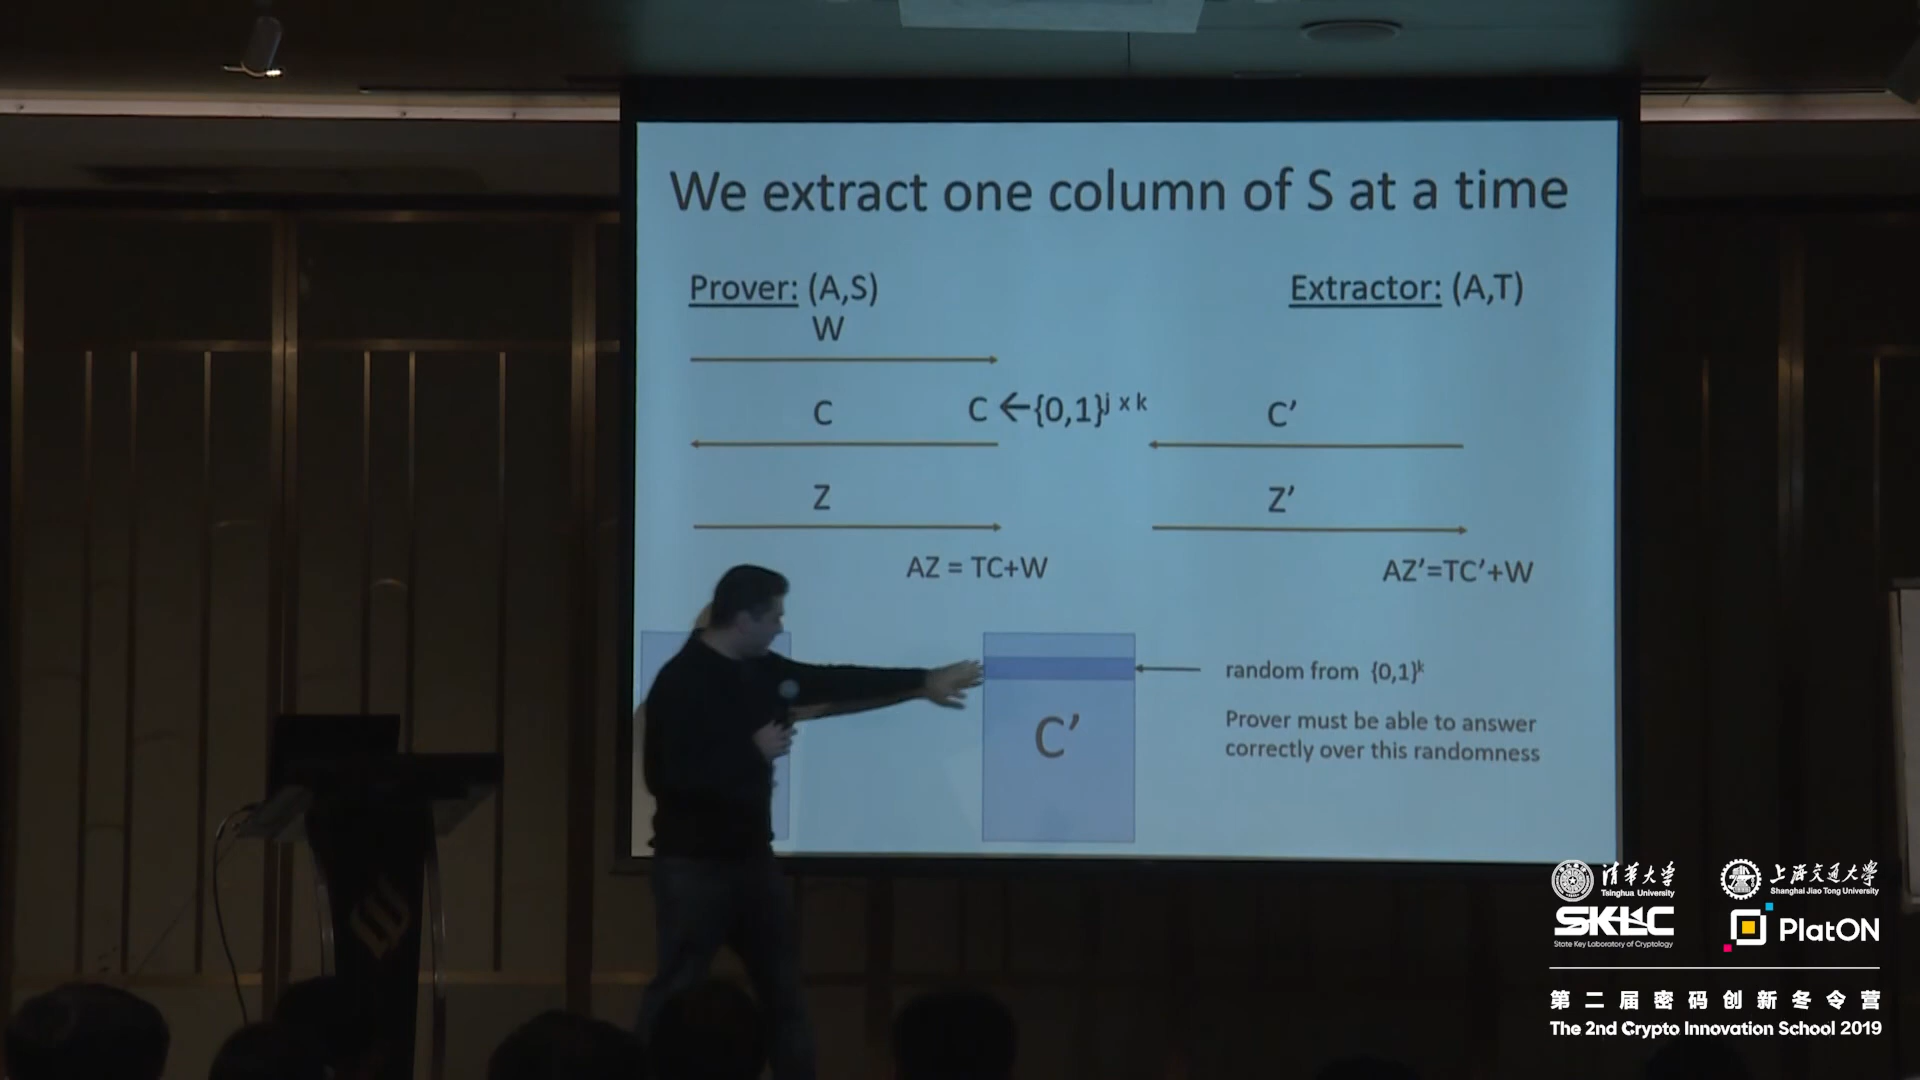 We extract one column of S at a time
Prover: (A,S)
Extractor: (A,T)
W
C
C ←{0,1}ʲ ˣ ᵏ
C’
Z
Z’
AZ = TC+W
AZ’=TC’+W
random from {0,1}ᵏ
C’
Prover must be able to answer
correctly over this randomness
清华大学
Tsinghua University
上海交通大学
Shanghai Jiao Tong University
SKLC
State Key Laboratory of Cryptology
PlatON
第二届密码创新冬令营
The 2nd Crypto Innovation School 2019